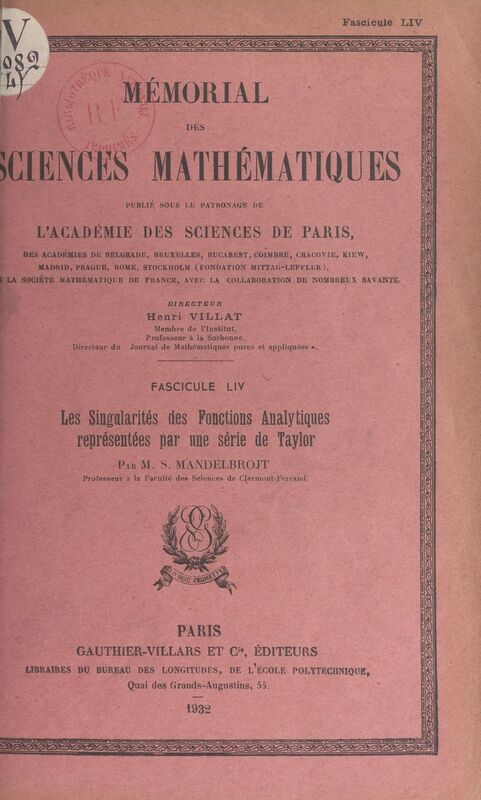 Fascicule LIV
V
MÉMORIAL
DES
SCIENCES MATHÉMATIQUES
PUBLIÉ SOUS LE PATRONAGE DE
L'ACADÉMIE DES SCIENCES DE PARIS,
DES ACADÉMIES DE BELGRADE, BRUXELLES, BUCAREST, COÏMBRE, CRACOVIE, KIEW,
MADRID, PRAGUE, ROME, STOCKHOLM (FONDATION MITTAG-LEFFLER),
LA SOCIÉTÉ MATHÉMATIQUE DE FRANCE, AVEC LA COLLABORATION DE NOMBREUX SAVANTS.
DIRECTEUR
Henri VILLAT
Membre de l'Institut,
Professeur à la Sorbonne,
Directeur du Journal de Mathématiques pures et appliquées ».
FASCICULE LIV
Les Singularités des Fonctions Analytiques
représentées par une série de Taylor
PAR M. S. MANDELBROJT
Professeur à la Faculté des Sciences de Clermont-Ferrand.
PARIS
GAUTHIER-VILLARS ET Cie, ÉDITEURS
LIBRAIRES DU BUREAU DES LONGITUDES, DE L'ÉCOLE POLYTECHNIQUE,
Quai des Grands-Augustins, 55.
1932